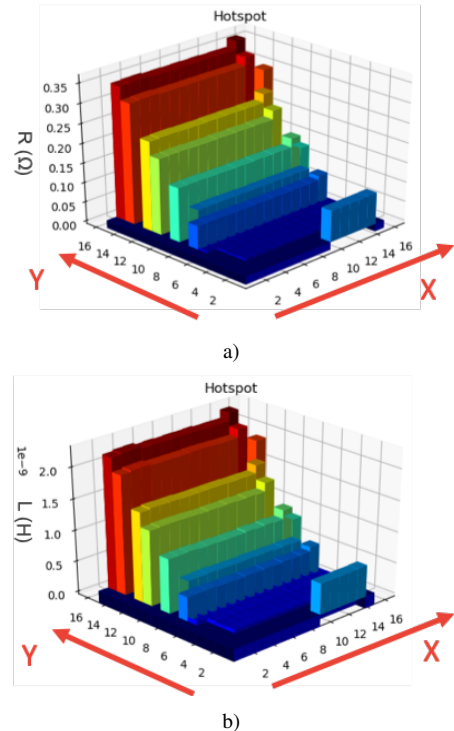 Hotspot
0.35
0.30
0.25
0.20
0.15
0.10
0.05
0.00
R (Ω)
16 14 12 10 8 6 4 2
2 4 6 8 10 12 14 16
Y
X
a)
Hotspot
1e-9
2.0
1.5
1.0
0.5
0.0
L (H)
16 14 12 10 8 6 4 2
2 4 6 8 10 12 14 16
Y
X
b)